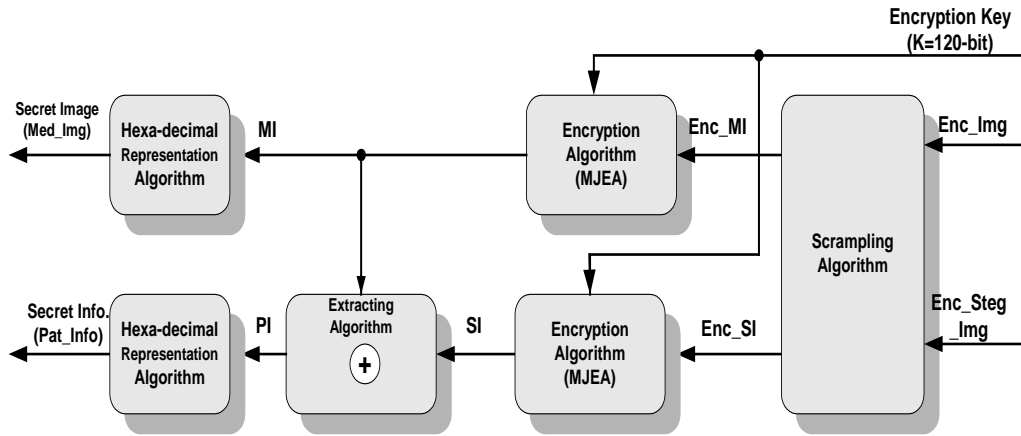 Encryption Key
(K=120-bit)
Secret Image
(Med_Img)
Hexa-decimal
Representation
Algorithm
MI
Encryption
Algorithm
(MJEA)
Enc_MI
Enc_Img
Scrampling
Algorithm
Secret Info.
(Pat_Info)
Hexa-decimal
Representation
Algorithm
PI
Extracting
Algorithm
+
SI
Encryption
Algorithm
(MJEA)
Enc_SI
Enc_Steg
_Img